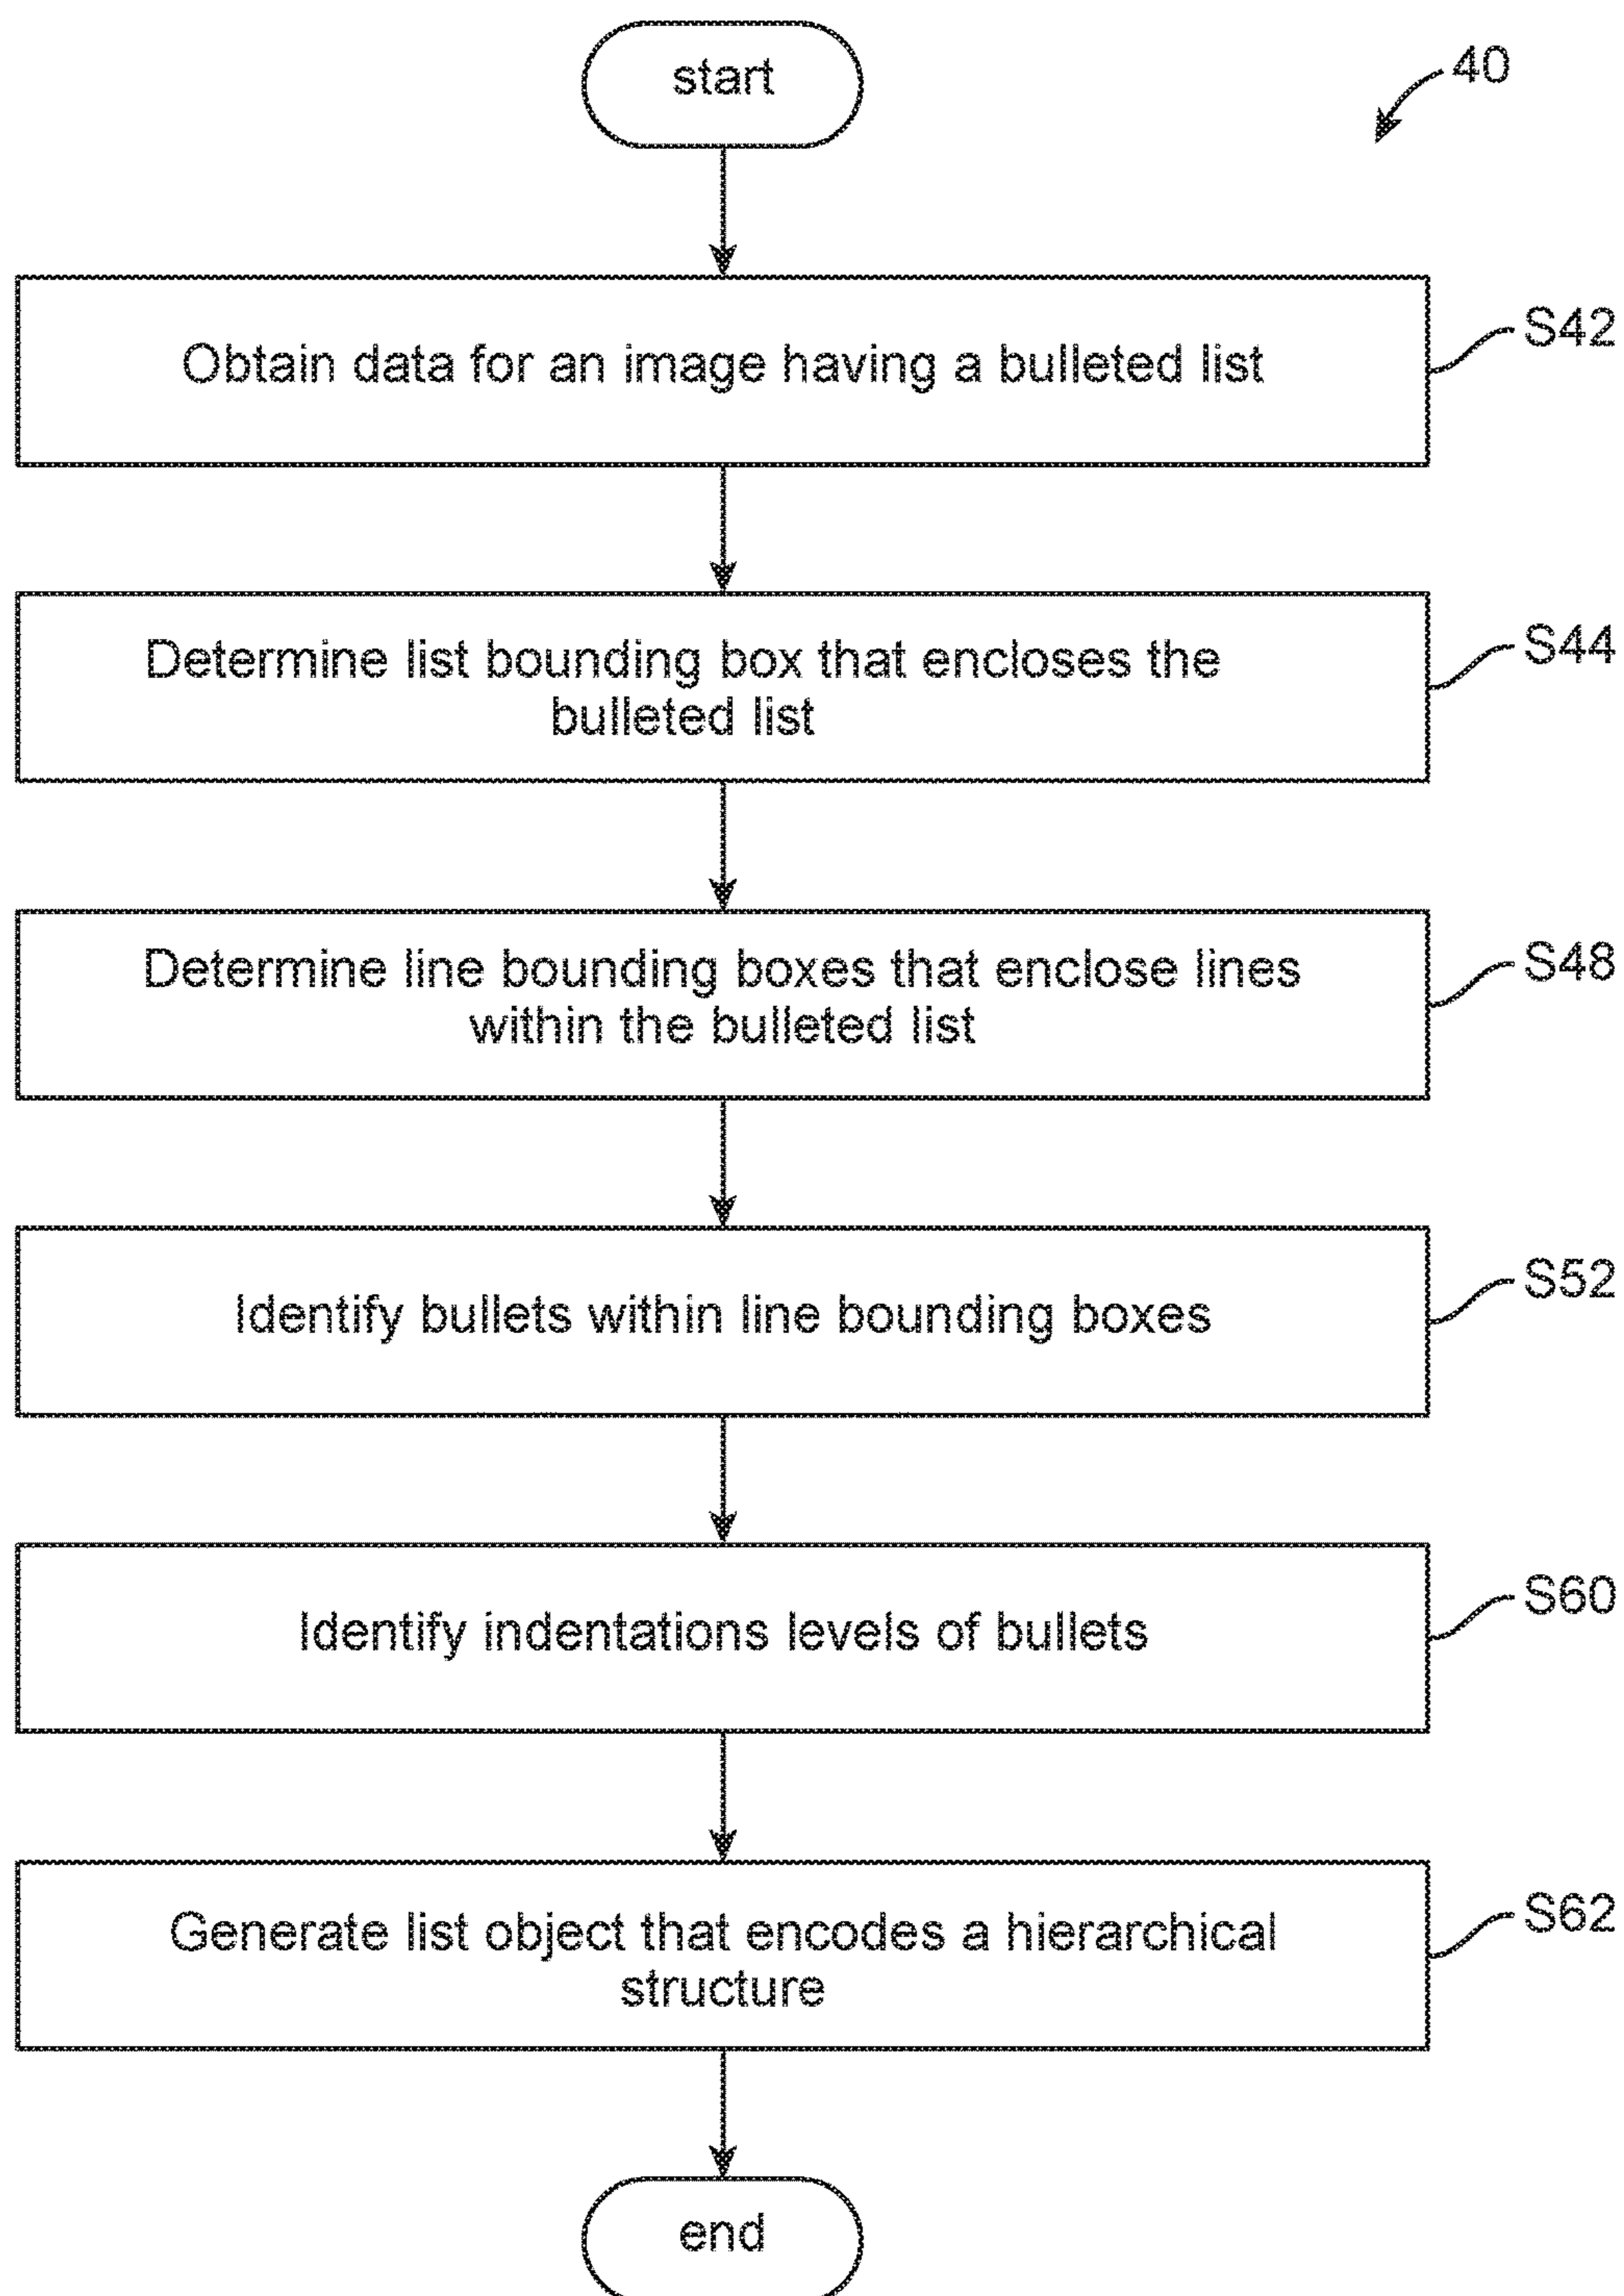 start
40
Obtain data for an image having a bulleted list
S42
Determine list bounding box that encloses the
bulleted list
S44
Determine line bounding boxes that enclose lines
within the bulleted list
S48
Identify bullets within line bounding boxes
S52
Identify indentations levels of bullets
S60
Generate list object that encodes a hierarchical
structure
S62
end